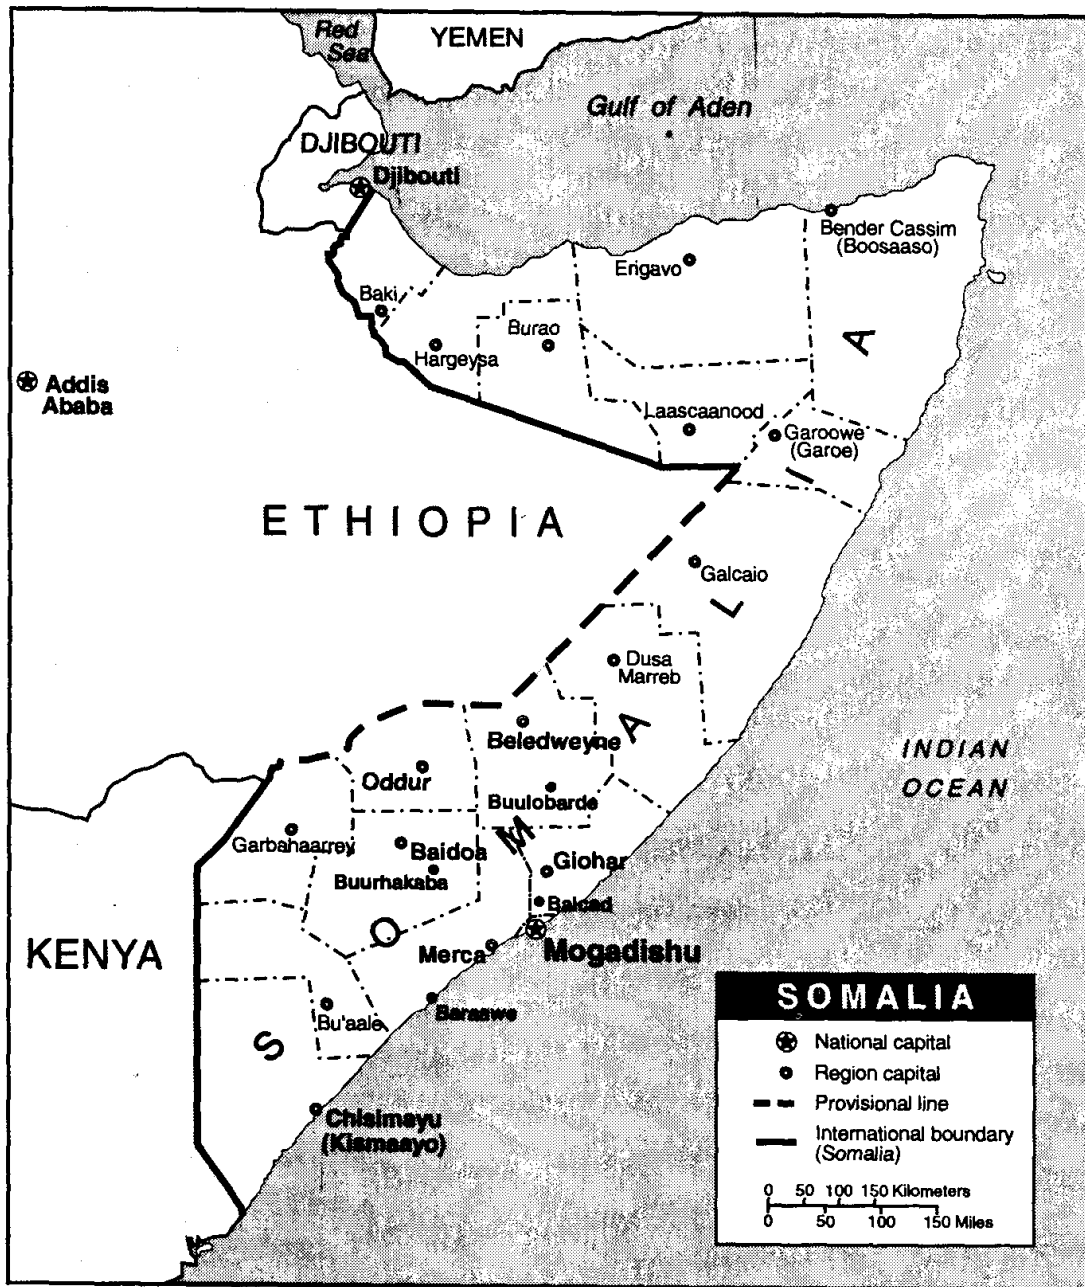 Red
Sea
YEMEN
Gulf of Aden
DJIBOUTI
Djibouti
Bender Cassim
(Boosaaso)
Erigavo
Baki
Burao
Hargeysa
Addis
Ababa
Laascaanood
Garoowe
(Garoe)
ETHIOPIA
Galcaio
Dusa
Marreb
Beledweyne
INDIAN
OCEAN
Oddur
Buulobarde
Garbahaarrey
Baidoa
Giohar
Buurhakaba
Balcad
KENYA
Merca
Mogadishu
Baraawe
Bu'aale
SOMALIA
Chisimayu
(Kismaayo)
SOMALIA
National capital
Region capital
Provisional line
International boundary
(Somalia)
0 50 100 150 Kilometers
0 50 100 150 Miles